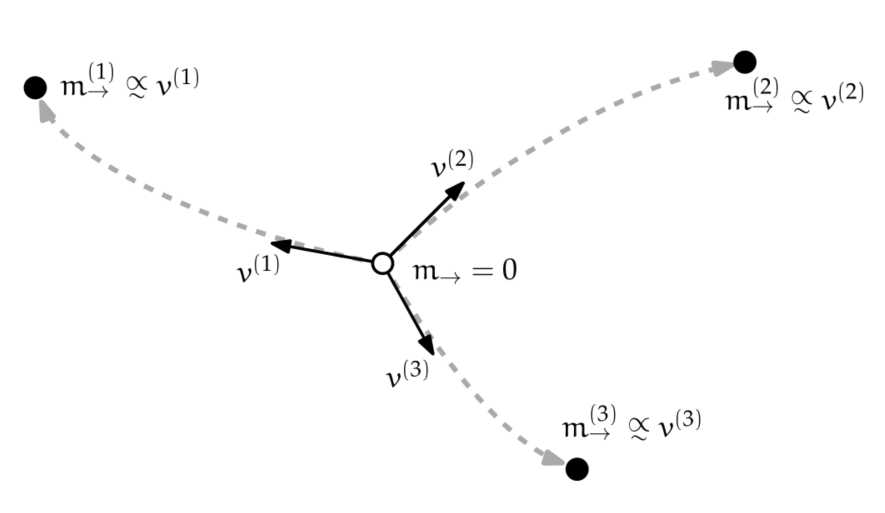 m→^(1) ∝~ ν^(1)
m→^(2) ∝~ ν^(2)
ν^(2)
ν^(1)
m→ = 0
ν^(3)
m→^(3) ∝~ ν^(3)